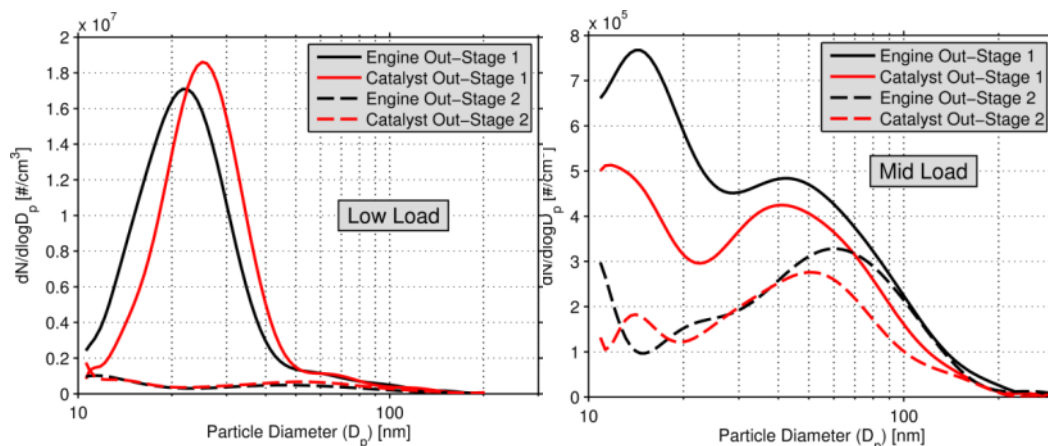 x 10^7
2
1.8
1.6
1.4
1.2
1
0.8
0.6
0.4
0.2
0
dN/dlogD_p [#/cm^3]
Engine Out−Stage 1
Catalyst Out−Stage 1
Engine Out−Stage 2
Catalyst Out−Stage 2
Low Load
10
100
Particle Diameter (D_p) [nm]
x 10^5
8
7
6
5
4
3
2
1
0
dN/dlogD_p [#/cm
Engine Out−Stage 1
Catalyst Out−Stage 1
Engine Out−Stage 2
Catalyst Out−Stage 2
Mid Load
10
100
Particle Diameter (D_p) [nm]